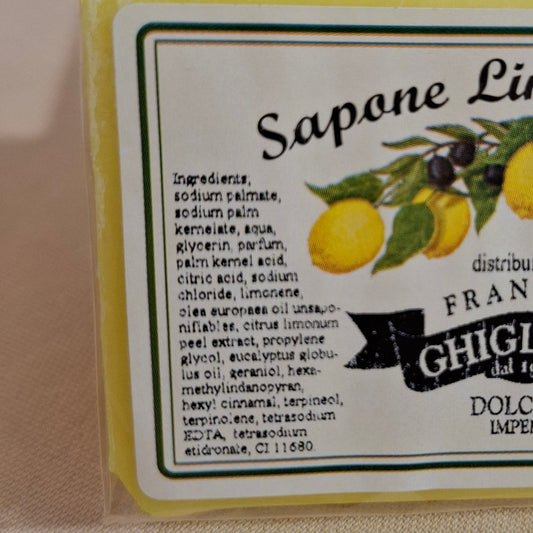 Sapone Lim
Ingredients,
sodium palmate,
sodium palm
kernelate, aqua,
glycerin, parfum,
palm kernel acid,
citric acid, sodium
chloride, limonene,
olea europaea oil unsapo-
nifiables, citrus limonum
peel extract, propylene
glycol, eucalyptus globu-
lus oil, geraniol, hexa-
methylindanopyran,
hexyl cinnamal, terpineol,
terpinolene, tetrasodium
EDTA, tetrasodium
etidronate, CI 11680.
distribu
FRAN
GHIGL
dal 19
DOLC
IMPE